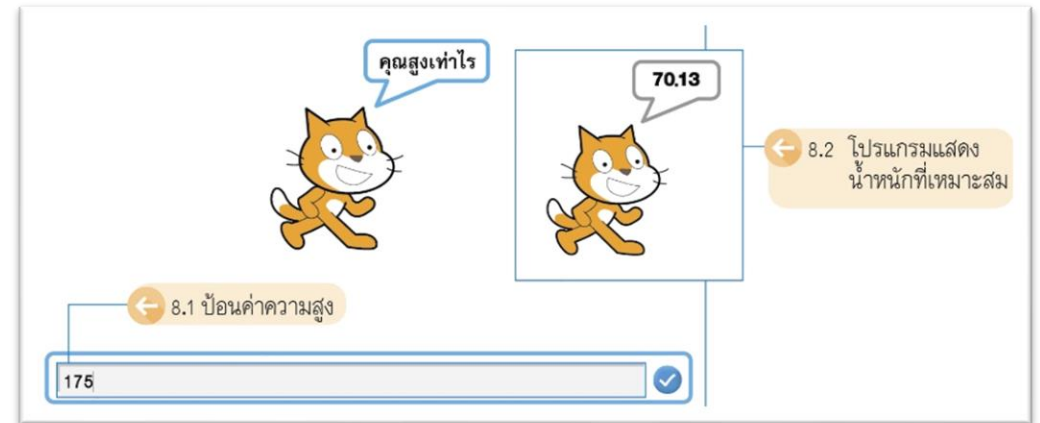 คุณสูงเท่าไร
70.13
8.2 โปรแกรมแสดง
น้ำหนักที่เหมาะสม
8.1 ป้อนค่าความสูง
175